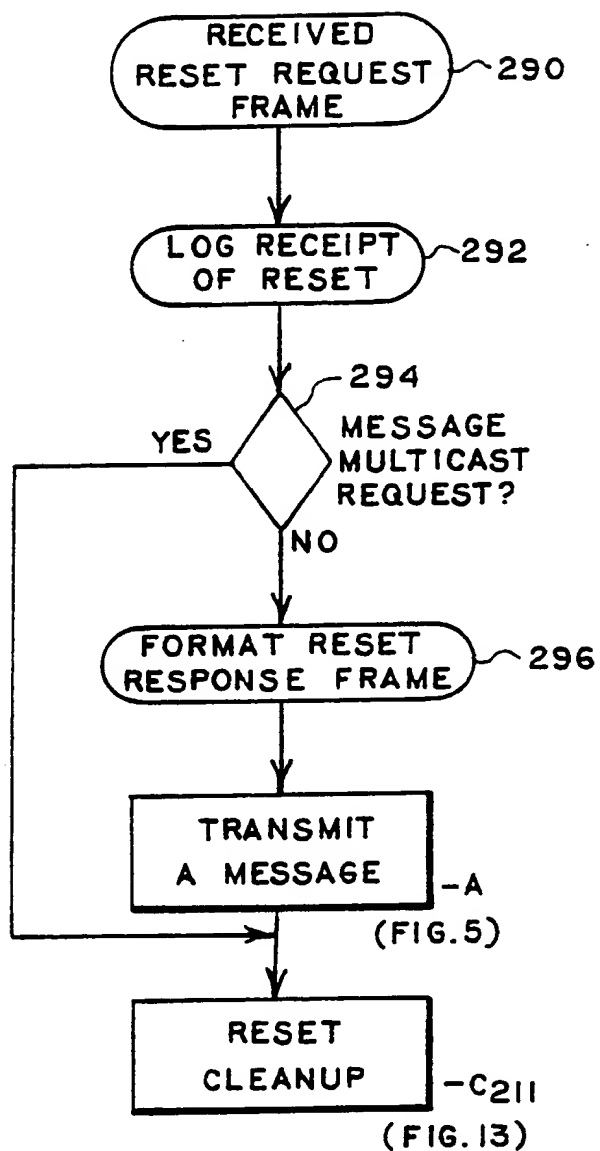 RECEIVED
RESET REQUEST
FRAME
290
LOG RECEIPT
OF RESET
292
294
YES
MESSAGE
MULTICAST
REQUEST?
NO
FORMAT RESET
RESPONSE FRAME
296
TRANSMIT
A MESSAGE
-A
(FIG.5)
RESET
CLEANUP
-C211
(FIG.13)